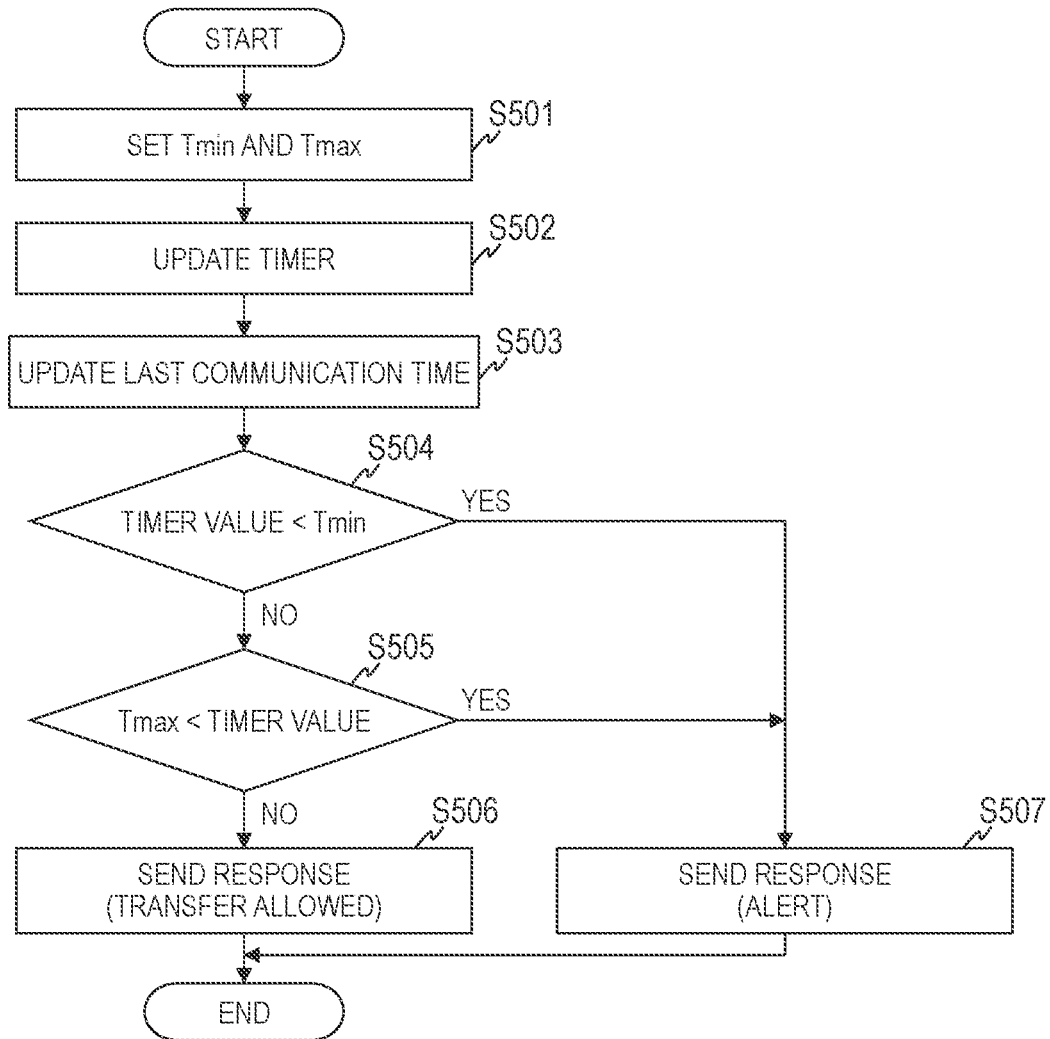 START
S501
SET Tmin AND Tmax
S502
UPDATE TIMER
S503
UPDATE LAST COMMUNICATION TIME
S504
TIMER VALUE < Tmin
YES
NO
S505
Tmax < TIMER VALUE
YES
NO
S506
SEND RESPONSE
(TRANSFER ALLOWED)
S507
SEND RESPONSE
(ALERT)
END